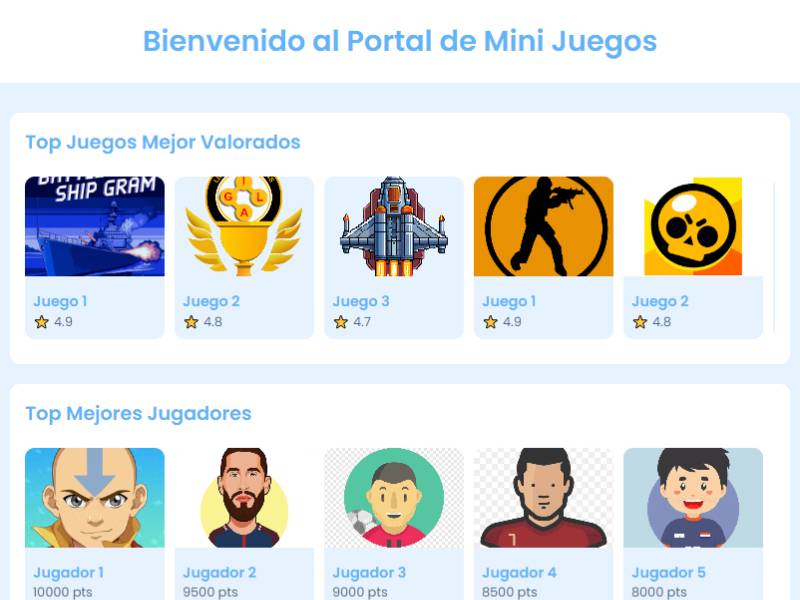 Bienvenido al Portal de Mini Juegos
Top Juegos Mejor Valorados
SHIP GRAM
I
G L
A
Juego 1
4.9
Juego 2
4.8
Juego 3
4.7
Juego 1
4.9
Juego 2
4.8
Top Mejores Jugadores
1
Jugador 1
10000 pts
Jugador 2
9500 pts
Jugador 3
9000 pts
Jugador 4
8500 pts
Jugador 5
8000 pts